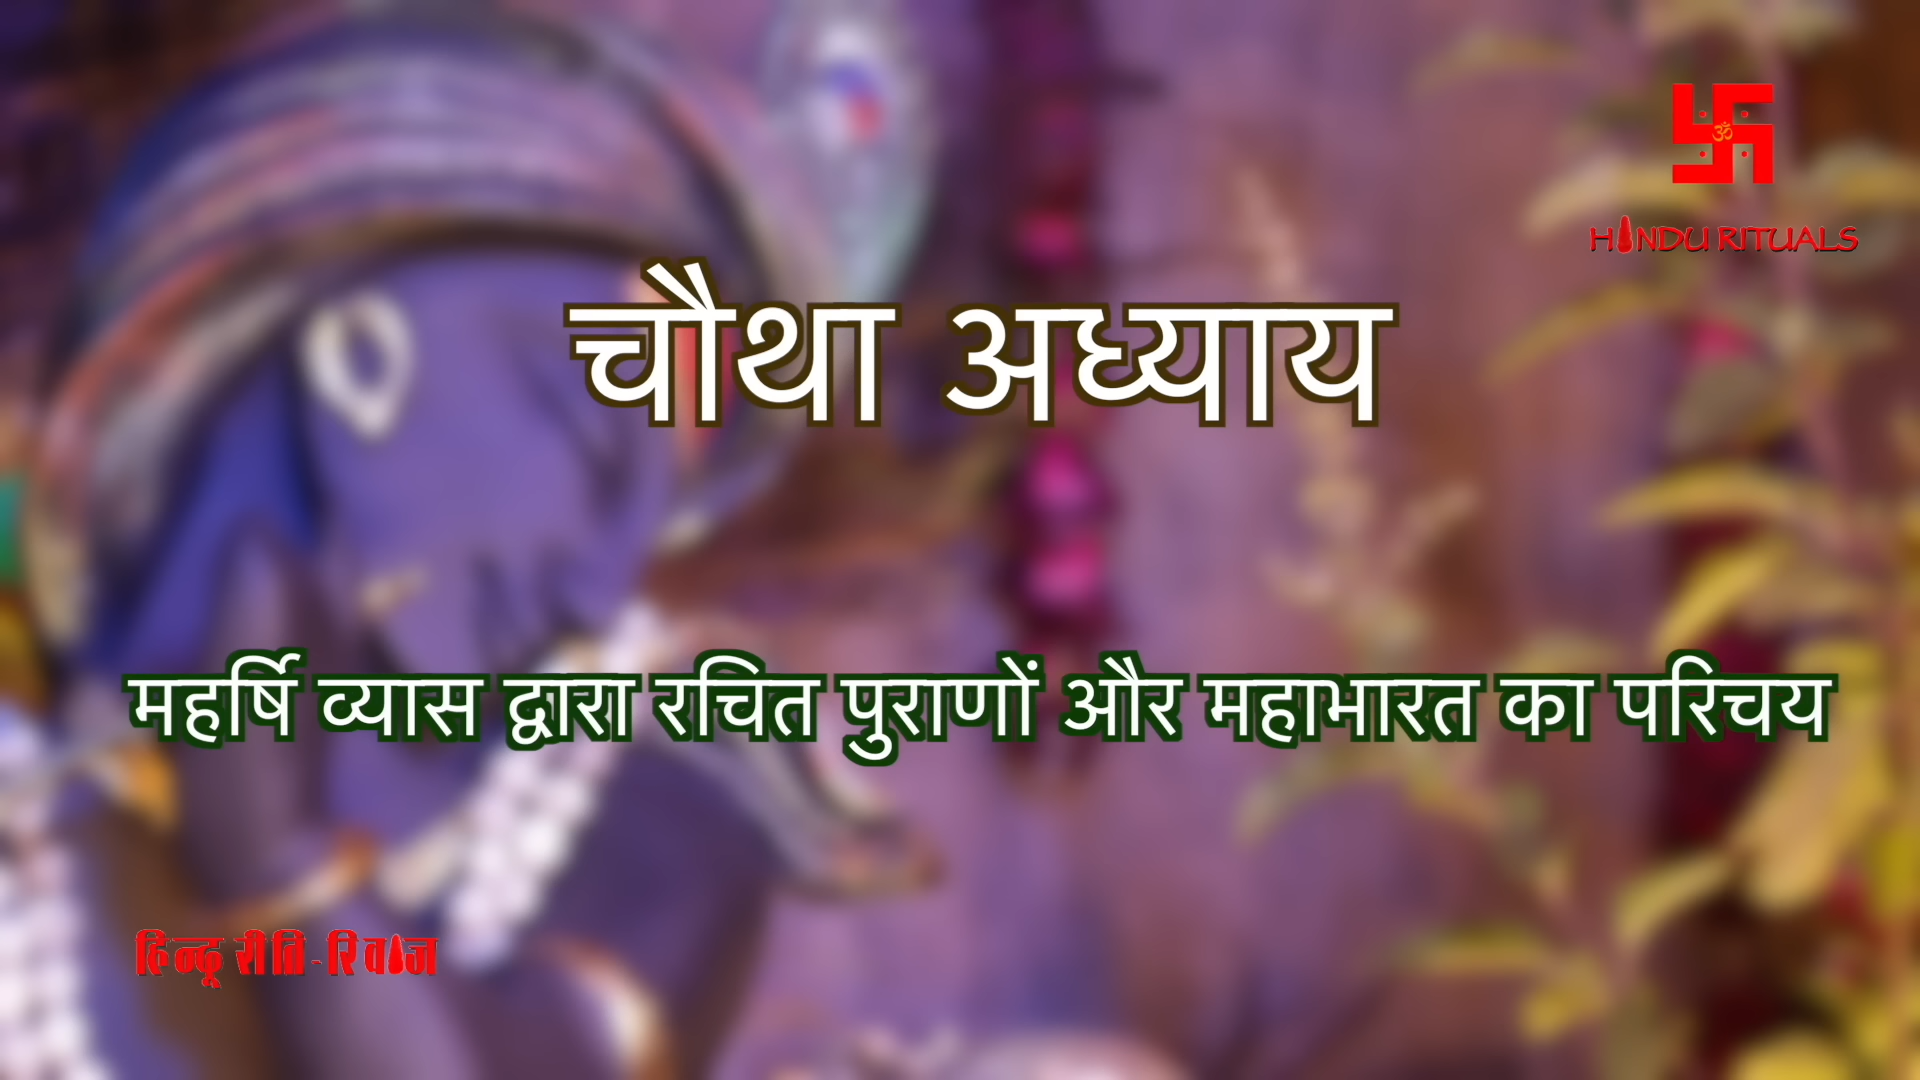 ॐ
HINDU RITUALS
चौथा अध्याय
महर्षि व्यास द्वारा रचित पुराणों और महाभारत का परिचय
हिन्दू रीति-रिवाज